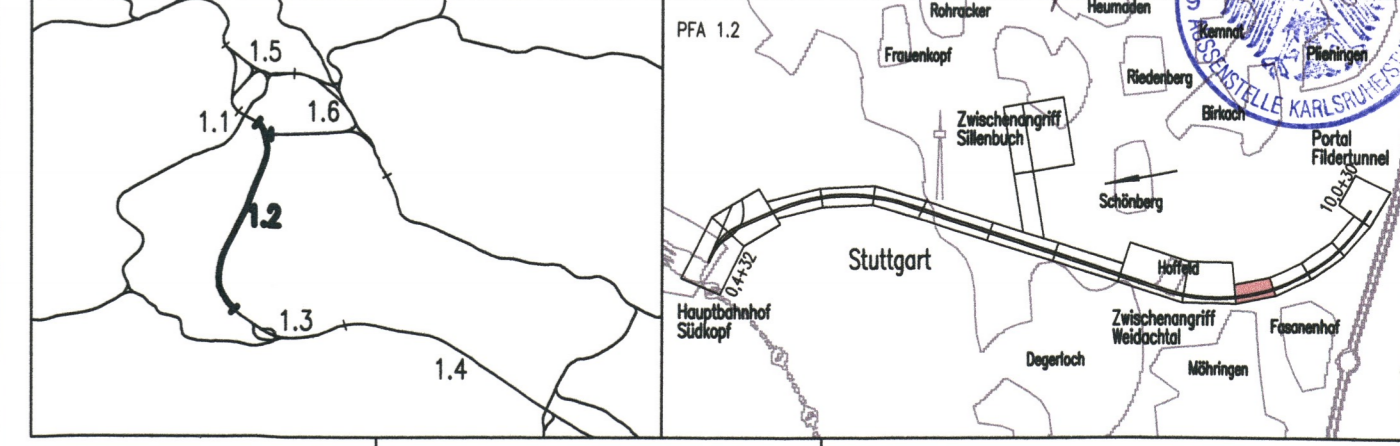 1.5
1.6
1.1
1.2
1.3
1.4
PFA 1.2
Rohracker
Heumaden
Frauenkopf
Kemnat
Plieningen
Riedenberg
AUSSENSTELLE KARLSRUHE/ST
Birkach
Zwischenangriff
Sillenbuch
Portal
Fildertunnel
10.0+30
Schönberg
Stuttgart
Hoffeld
0.4+32
Hauptbahnhof
Südkopf
Zwischenangriff
Weidachtal
Fasanenhof
Degerloch
Möhringen